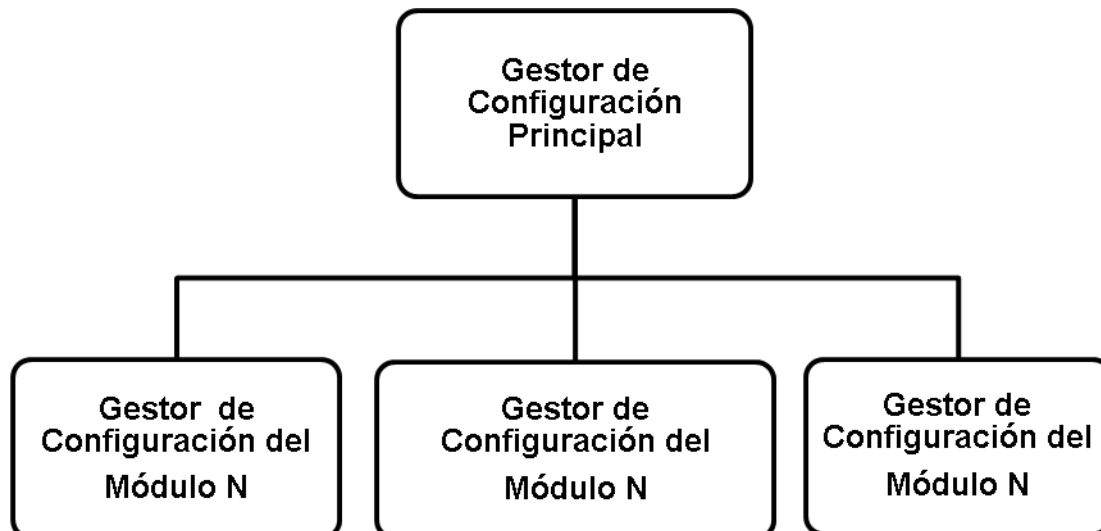 Gestor de
Configuración
Principal
Gestor de
Configuración del
Módulo N
Gestor de
Configuración del
Módulo N
Gestor de
Configuración del
Módulo N